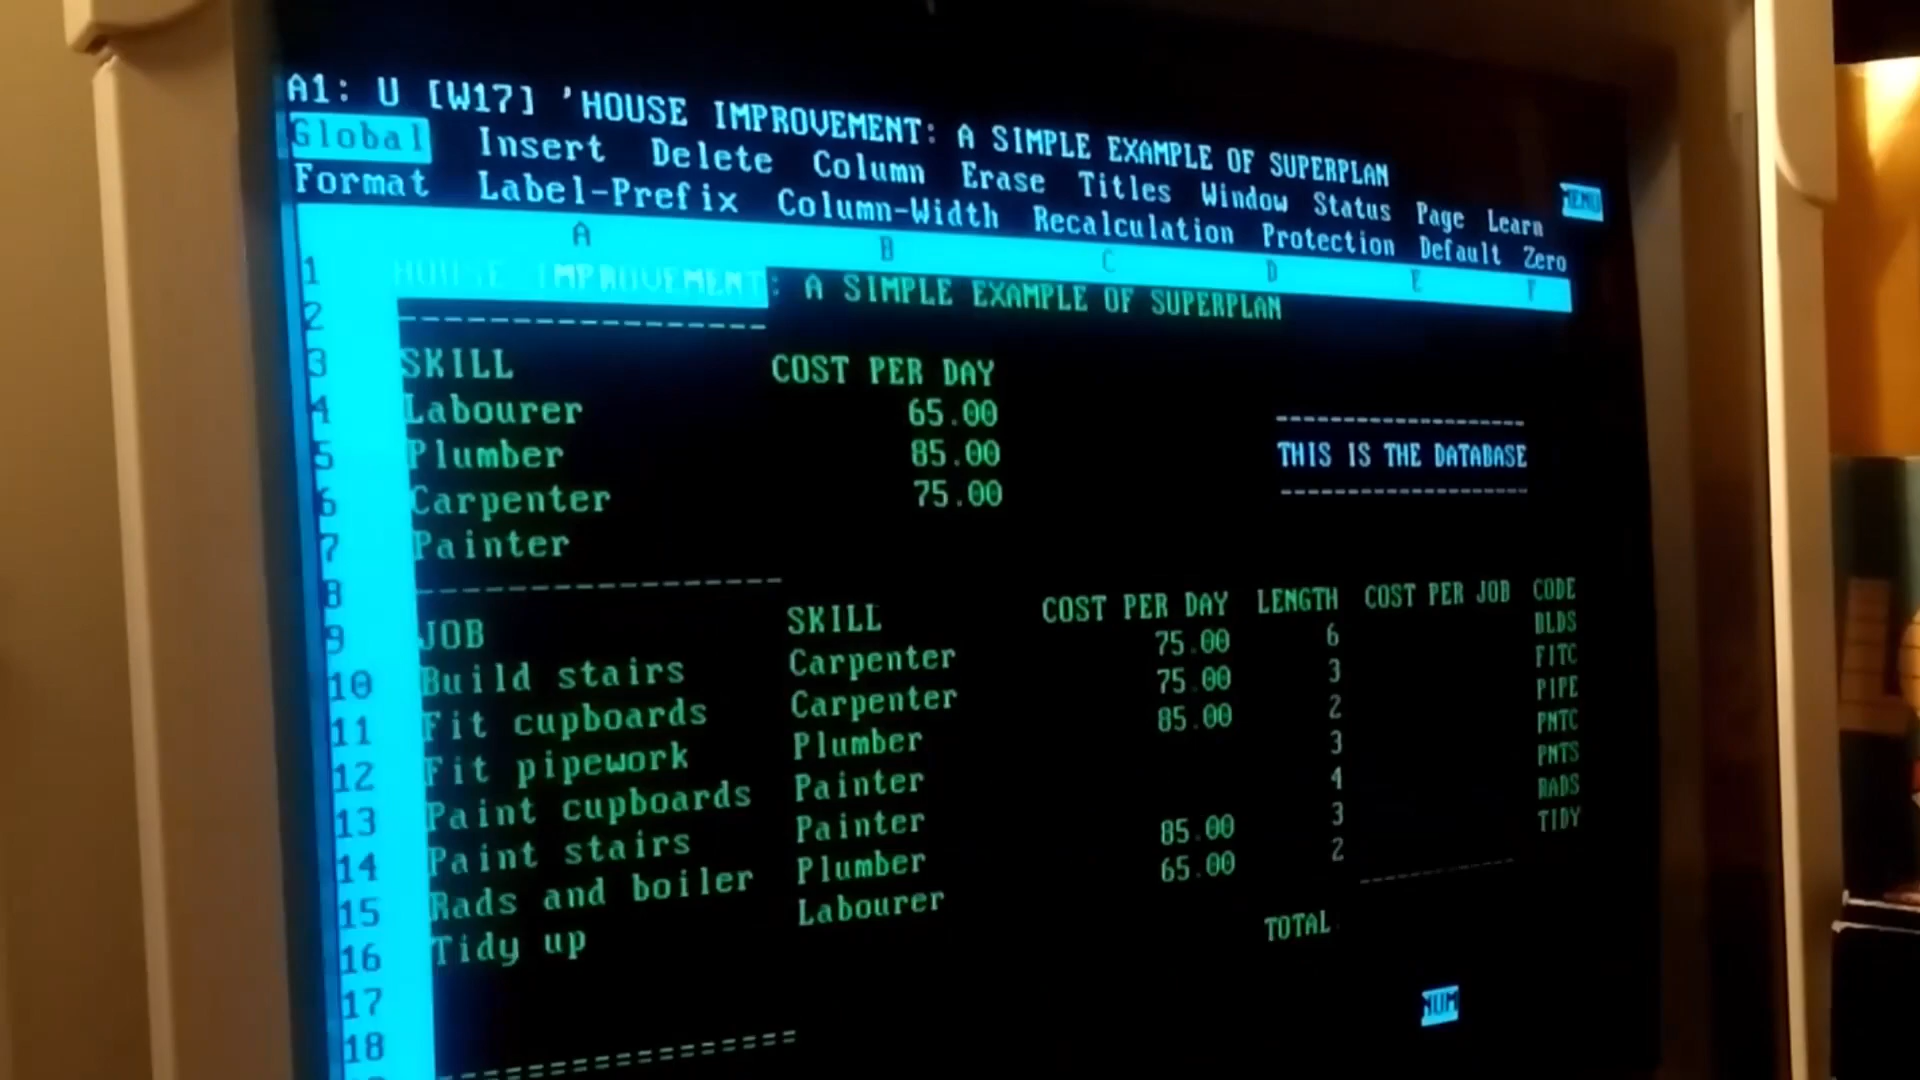 A1: U [W17] 'HOUSE IMPROVEMENT: A SIMPLE EXAMPLE OF SUPERPLAN
MENU
Global Insert Delete Column Erase Titles Window Status Page Learn
Format Label-Prefix Column-Width Recalculation Protection Default Zero
A B C D E F
1 HOUSE IMPROVEMENT: A SIMPLE EXAMPLE OF SUPERPLAN
2 -----------------
3 SKILL COST PER DAY
4 Labourer 65.00 -------------------
5 Plumber 85.00 THIS IS THE DATABASE
6 Carpenter 75.00 -------------------
7 Painter
8 -----------------
9 JOB SKILL COST PER DAY LENGTH COST PER JOB CODE
10 Build stairs Carpenter 75.00 6 BLDS
11 Fit cupboards Carpenter 75.00 3 FITC
12 Fit pipework Plumber 85.00 2 PIPE
13 Paint cupboards Painter 3 PNTC
14 Paint stairs Painter 4 PNTS
15 Rads and boiler Plumber 85.00 3 RADS
16 Tidy up Labourer 65.00 2 TIDY
17
18 TOTAL
=================
NUM